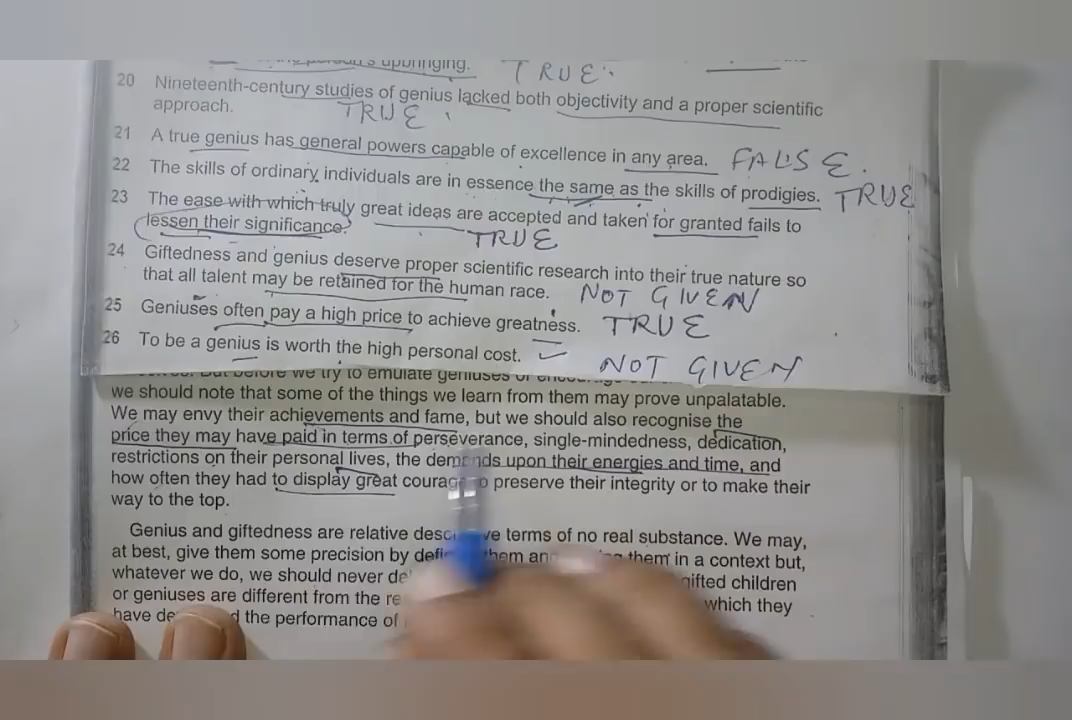 upbringing. TRUE.
20 Nineteenth-century studies of genius lacked both objectivity and a proper scientific
approach. TRUE.
21 A true genius has general powers capable of excellence in any area. FALSE.
22 The skills of ordinary individuals are in essence the same as the skills of prodigies. TRUE
23 The ease with which truly great ideas are accepted and taken for granted fails to
lessen their significance. TRUE
24 Giftedness and genius deserve proper scientific research into their true nature so
that all talent may be retained for the human race. NOT GIVEN
25 Geniuses often pay a high price to achieve greatness. TRUE
26 To be a genius is worth the high personal cost. NOT GIVEN
But before we try to emulate geniuses or
we should note that some of the things we learn from them may prove unpalatable.
We may envy their achievements and fame, but we should also recognise the
price they may have paid in terms of perseverance, single-mindedness, dedication,
restrictions on their personal lives, the demands upon their energies and time, and
how often they had to display great courage to preserve their integrity or to make their
way to the top.
Genius and giftedness are relative descriptive terms of no real substance. We may,
at best, give them some precision by them in a context but,
whatever we do, we should never gifted children
or geniuses are different from the which they
have the performance of